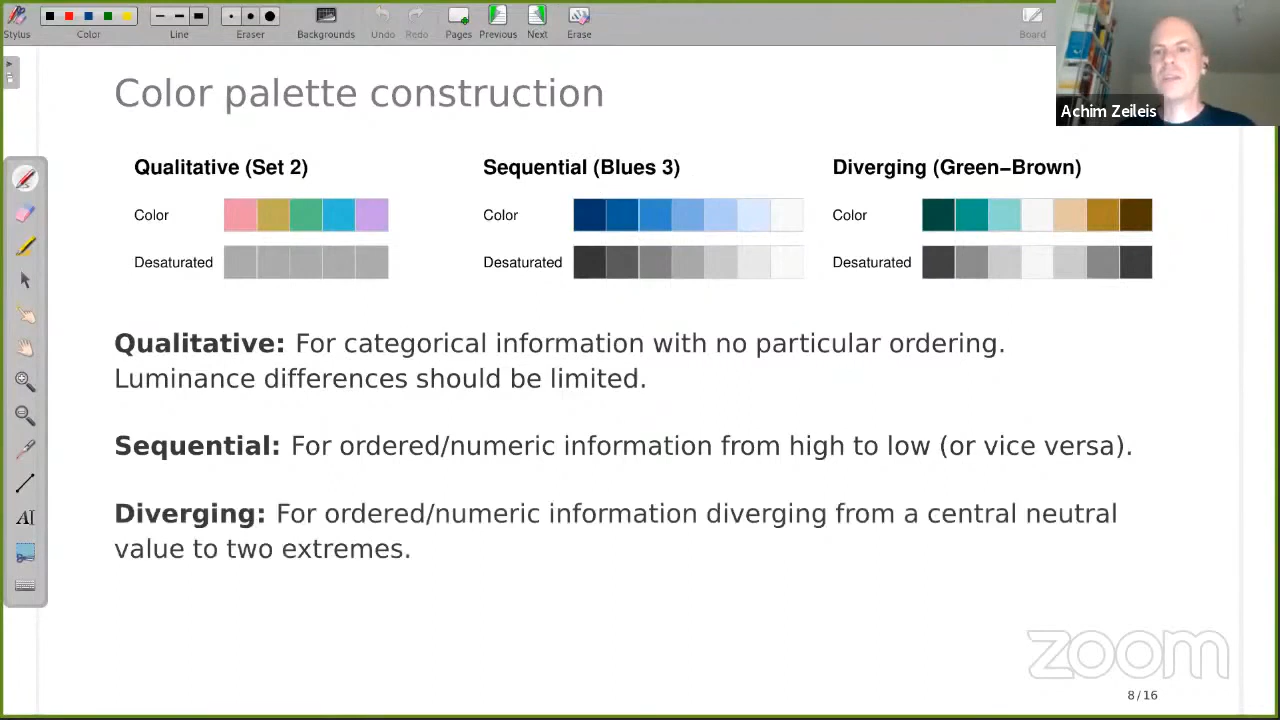 Stylus
Color
Line
Eraser
Backgrounds
Undo
Redo
Pages
Previous
Next
Erase
Board
Achim Zeileis
Color palette construction
Qualitative (Set 2)
Color
Desaturated
Sequential (Blues 3)
Color
Desaturated
Diverging (Green–Brown)
Color
Desaturated
Qualitative: For categorical information with no particular ordering.
Luminance differences should be limited.
Sequential: For ordered/numeric information from high to low (or vice versa).
Diverging: For ordered/numeric information diverging from a central neutral
value to two extremes.
AI
zoom
8 / 16